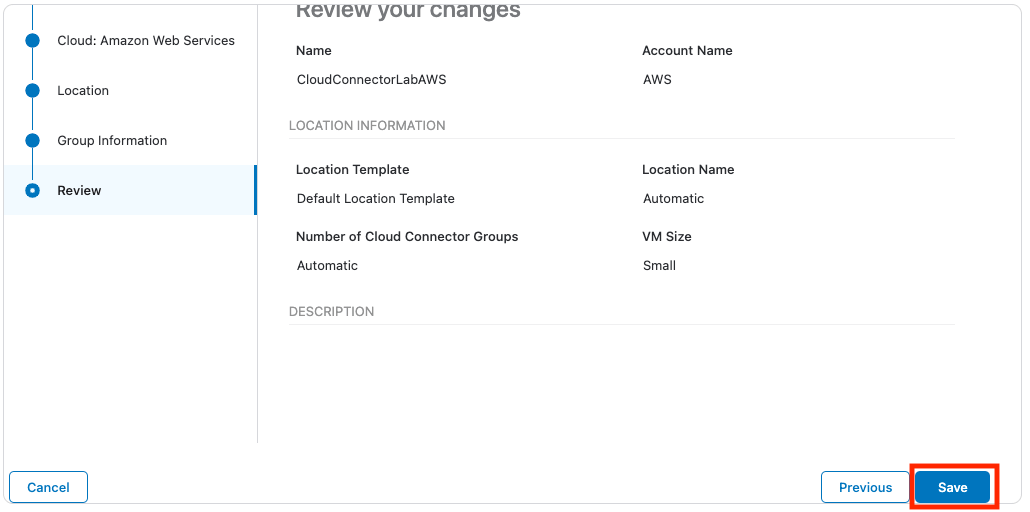 Review your changes
Cloud: Amazon Web Services
Location
Group Information
Review
Name
Account Name
CloudConnectorLabAWS
AWS
LOCATION INFORMATION
Location Template
Location Name
Default Location Template
Automatic
Number of Cloud Connector Groups
VM Size
Automatic
Small
DESCRIPTION
Cancel
Previous
Save